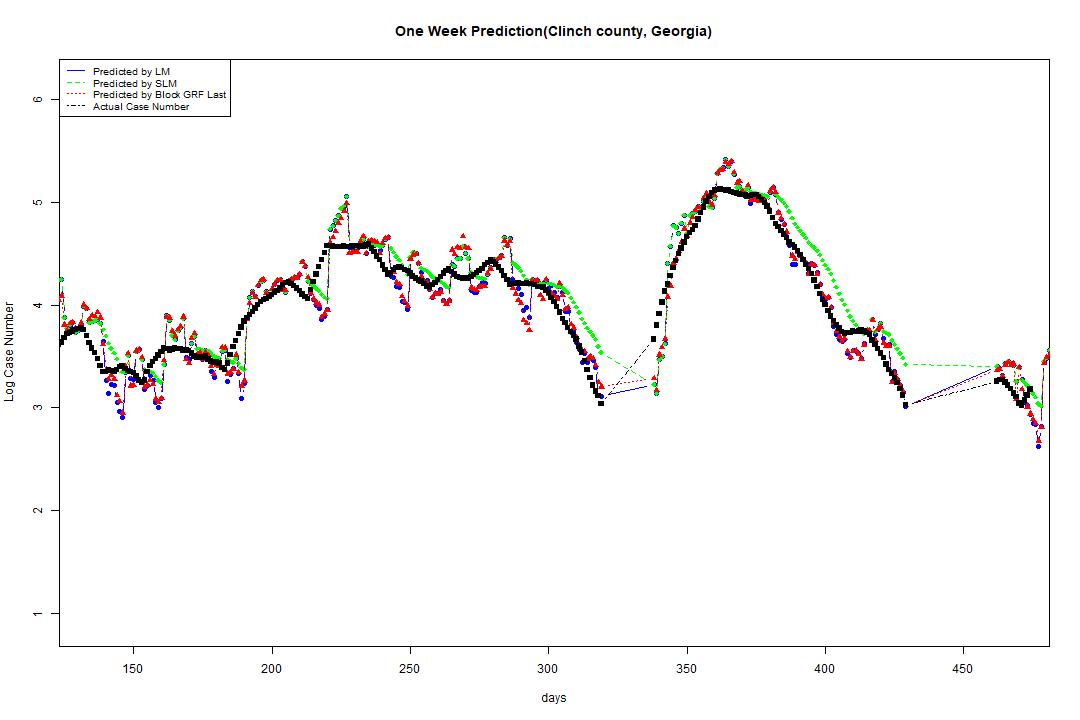 One Week Prediction(Clinch county, Georgia)
Predicted by LM
Predicted by SLM
Predicted by Block GRF Last
Actual Case Number
Log Case Number
6
5
4
3
2
1
150 200 250 300 350 400 450
days